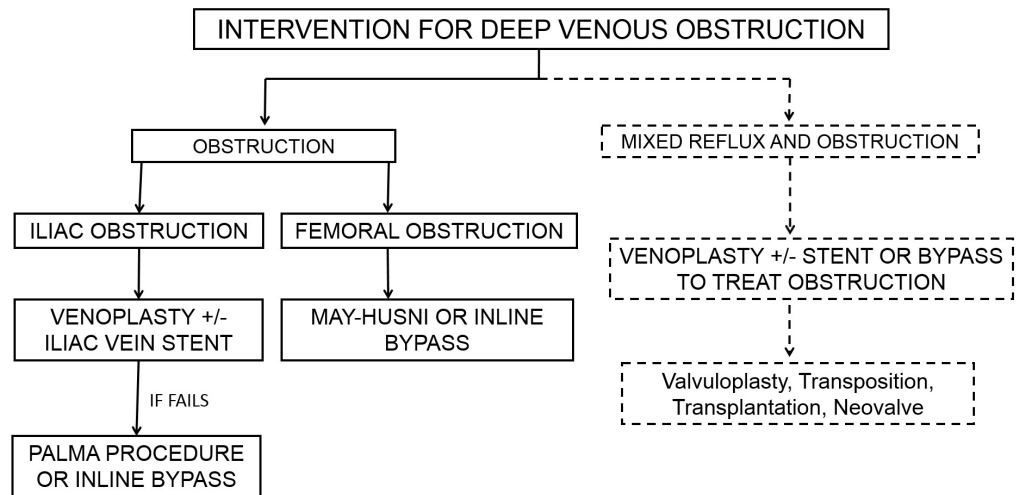 INTERVENTION FOR DEEP VENOUS OBSTRUCTION
OBSTRUCTION
MIXED REFLUX AND OBSTRUCTION
ILIAC OBSTRUCTION
FEMORAL OBSTRUCTION
VENOPLASTY +/- STENT OR BYPASS
TO TREAT OBSTRUCTION
VENOPLASTY +/-
ILIAC VEIN STENT
MAY-HUSNI OR INLINE
BYPASS
Valvuloplasty, Transposition,
Transplantation, Neovalve
IF FAILS
PALMA PROCEDURE
OR INLINE BYPASS